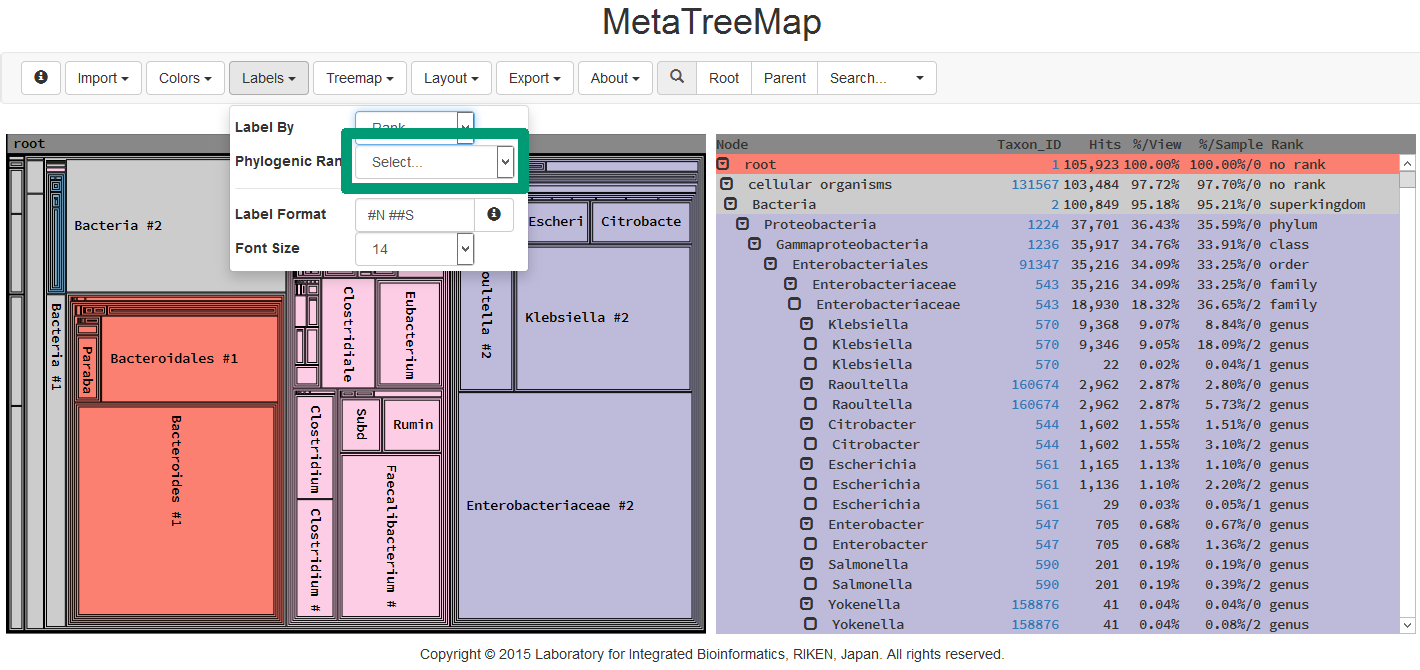 MetaTreeMap
Import Colors Labels Treemap Layout Export About Root Parent Search...
Label By Rank
Phylogenic Ran Select...
Label Format #N ##S
Font Size 14
root
Bacteria #2
Bacteria #1
Paraba
Bacteroidales #1
Bacteroides #1
Clostridiale
Eubacterium
Clostridium
Clostridium #
Subd
Rumin
Faecalibacterium #
Escheri
Citrobacte
oultella #2
Klebsiella #2
Enterobacteriaceae #2
Node Taxon_ID Hits %/View %/Sample Rank
root 1 105,923 100.00% 100.00%/0 no rank
cellular organisms 131567 103,484 97.72% 97.70%/0 no rank
Bacteria 2 100,849 95.18% 95.21%/0 superkingdom
Proteobacteria 1224 37,701 36.43% 35.59%/0 phylum
Gammaproteobacteria 1236 35,917 34.76% 33.91%/0 class
Enterobacteriales 91347 35,216 34.09% 33.25%/0 order
Enterobacteriaceae 543 35,216 34.09% 33.25%/0 family
Enterobacteriaceae 543 18,930 18.32% 36.65%/2 family
Klebsiella 570 9,368 9.07% 8.84%/0 genus
Klebsiella 570 9,346 9.05% 18.09%/2 genus
Klebsiella 570 22 0.02% 0.04%/1 genus
Raoultella 160674 2,962 2.87% 2.80%/0 genus
Raoultella 160674 2,962 2.87% 5.73%/2 genus
Citrobacter 544 1,602 1.55% 1.51%/0 genus
Citrobacter 544 1,602 1.55% 3.10%/2 genus
Escherichia 561 1,165 1.13% 1.10%/0 genus
Escherichia 561 1,136 1.10% 2.20%/2 genus
Escherichia 561 29 0.03% 0.05%/1 genus
Enterobacter 547 705 0.68% 0.67%/0 genus
Enterobacter 547 705 0.68% 1.36%/2 genus
Salmonella 590 201 0.19% 0.19%/0 genus
Salmonella 590 201 0.19% 0.39%/2 genus
Yokenella 158876 41 0.04% 0.04%/0 genus
Yokenella 158876 41 0.04% 0.08%/2 genus
Copyright © 2015 Laboratory for Integrated Bioinformatics, RIKEN, Japan. All rights reserved.